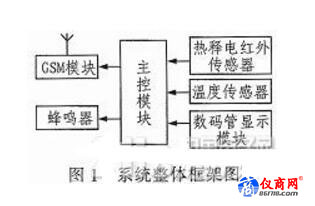 GSM模块
蜂鸣器
主控模块
热释电红外
传感器
温度传感器
数码管显示
模块
图1 系统整体框架图
仪商网